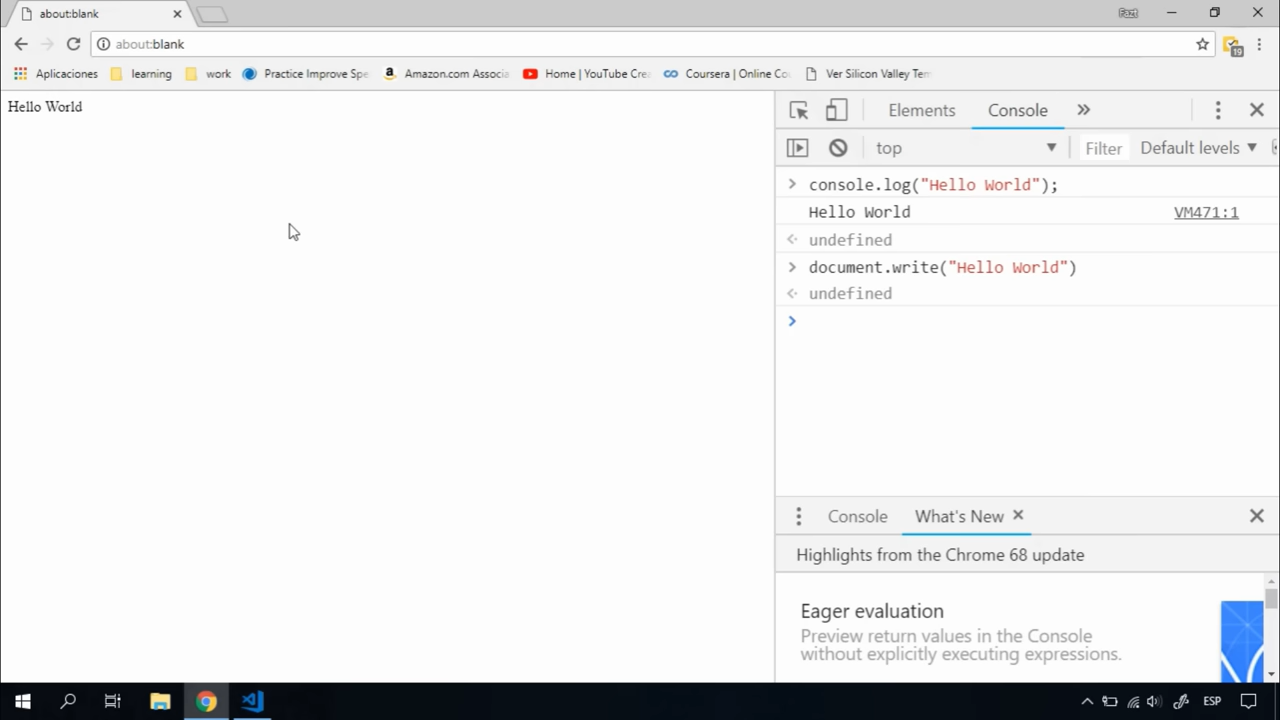 about:blank
Fazt
about:blank
19
Aplicaciones learning work Practice Improve Spe Amazon.com Associa Home | YouTube Cre Coursera | Online Co Ver Silicon Valley Tem
Hello World
Elements Console
top Filter Default levels
console.log("Hello World");
Hello World VM471:1
undefined
document.write("Hello World")
undefined
Console What's New
Highlights from the Chrome 68 update
Eager evaluation
Preview return values in the Console
without explicitly executing expressions.
ESP